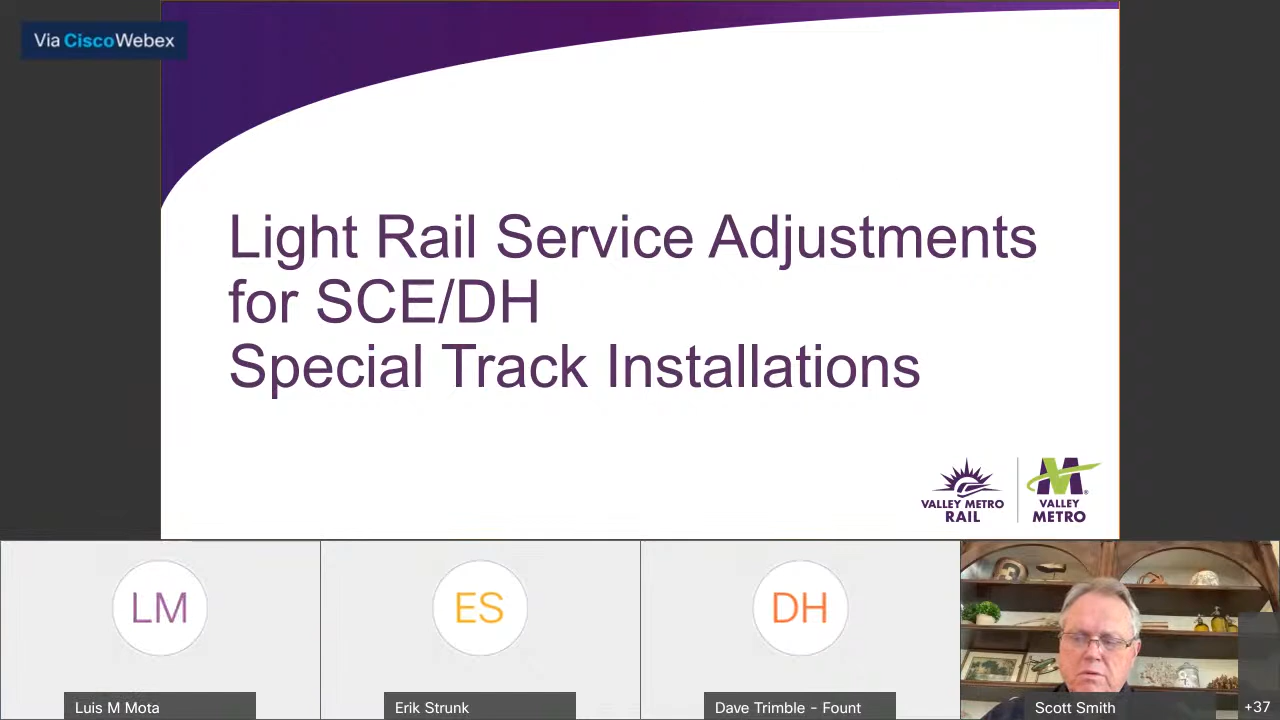 Via CiscoWebex
Light Rail Service Adjustments
for SCE/DH
Special Track Installations
VALLEY METRO
RAIL
VALLEY
METRO
LM
ES
DH
Luis M Mota
Erik Strunk
Dave Trimble - Fount
Scott Smith
+37